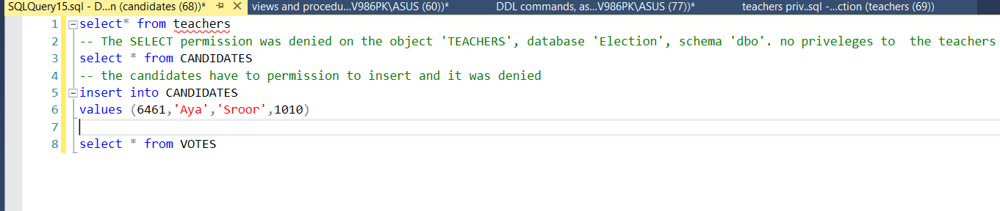 SQLQuery15.sql - D...n (candidates (68))* views and procedu...V986PK\ASUS (60))* DDL commands, as...V986PK\ASUS (77))* teachers priv..sql -...ction (teachers (69))
1 select* from teachers
2 -- The SELECT permission was denied on the object 'TEACHERS', database 'Election', schema 'dbo'. no priveleges to  the teachers
3 select * from CANDIDATES
4 -- the candidates have to permission to insert and it was denied
5 insert into CANDIDATES
6 values (6461,'Aya','Sroor',1010)
7
8 select * from VOTES